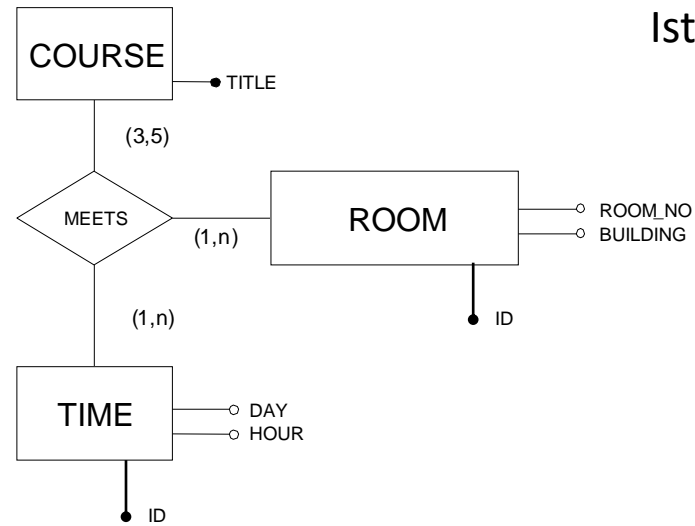 Ist
COURSE
TITLE
(3,5)
MEETS
(1,n)
ROOM
ROOM_NO
BUILDING
ID
(1,n)
TIME
DAY
HOUR
ID